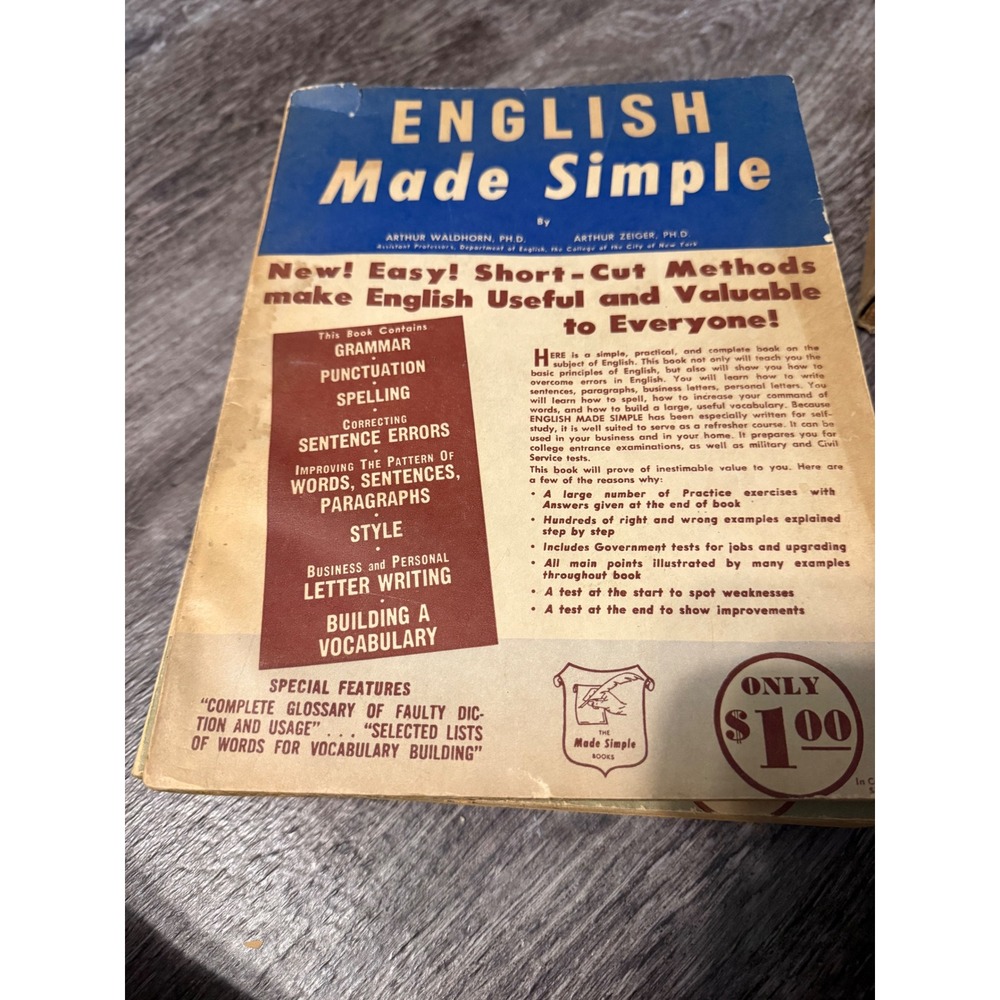 ENGLISH
Made Simple
By
ARTHUR WALDHORN, PH.D. ARTHUR ZEIGER, PH.D.
Assistant Professors, Department of English, the College of the City of New York
New! Easy! Short-Cut Methods
make English Useful and Valuable
to Everyone!
This Book Contains
GRAMMAR
•
PUNCTUATION
•
SPELLING
•
CORRECTING
SENTENCE ERRORS
•
IMPROVING THE PATTERN OF
WORDS, SENTENCES,
PARAGRAPHS
•
STYLE
•
BUSINESS and PERSONAL
LETTER WRITING
•
BUILDING A
VOCABULARY
HERE is a simple, practical, and complete book on the
subject of English. This book not only will teach you the
basic principles of English, but also will show you how to
overcome errors in English. You will learn how to write
sentences, paragraphs, business letters, personal letters. You
will learn how to spell, how to increase your command of
words, and how to build a large, useful vocabulary. Because
ENGLISH MADE SIMPLE has been especially written for self-
study, it is well suited to serve as a refresher course. It can be
used in your business and in your home. It prepares you for
college entrance examinations, as well as military and Civil
Service tests.
This book will prove of inestimable value to you. Here are
a few of the reasons why:
• A large number of Practice exercises with
Answers given at the end of book
• Hundreds of right and wrong examples explained
step by step
• Includes Government tests for jobs and upgrading
• All main points illustrated by many examples
throughout book
• A test at the start to spot weaknesses
• A test at the end to show improvements
SPECIAL FEATURES
"COMPLETE GLOSSARY OF FAULTY DIC-
TION AND USAGE" . . . "SELECTED LISTS
OF WORDS FOR VOCABULARY BUILDING"
THE
Made Simple
BOOKS
ONLY
$1.00
In